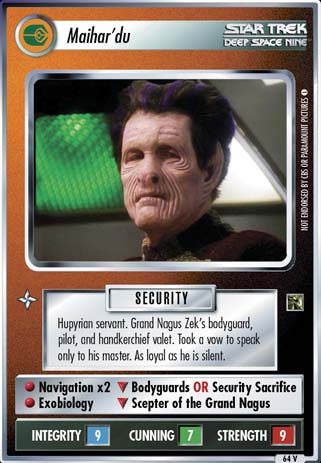 Maihar'du
STAR TREK
DEEP SPACE NINE
NOT ENDORSED BY CBS OR PARAMOUNT PICTURES
SECURITY
Hupyrian servant. Grand Nagus Zek's bodyguard,
pilot, and handkerchief valet. Took a vow to speak
only to his master. As loyal as he is silent.
Navigation x2 Bodyguards OR Security Sacrifice
Exobiology Scepter of the Grand Nagus
INTEGRITY 9 CUNNING 7 STRENGTH 9
64 V